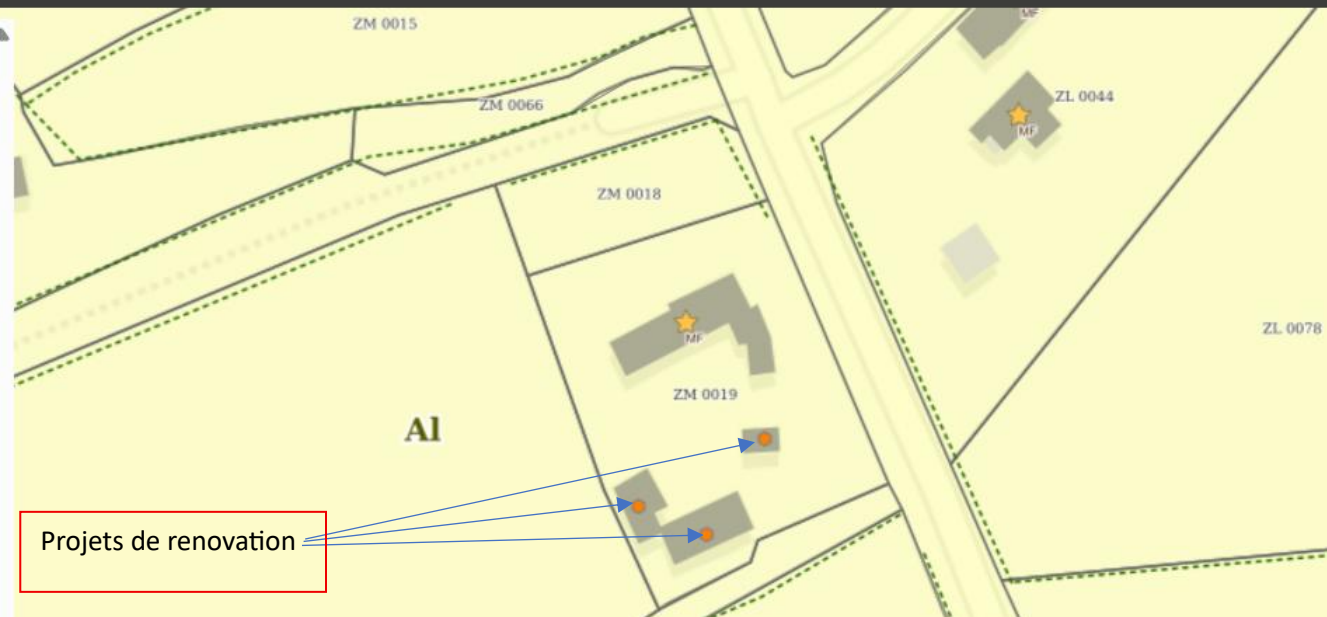 ZM 0015
MF
ZM 0066
ZL 0044
MF
ZM 0018
ZL 0078
MF
ZM 0019
Al
Projets de renovation